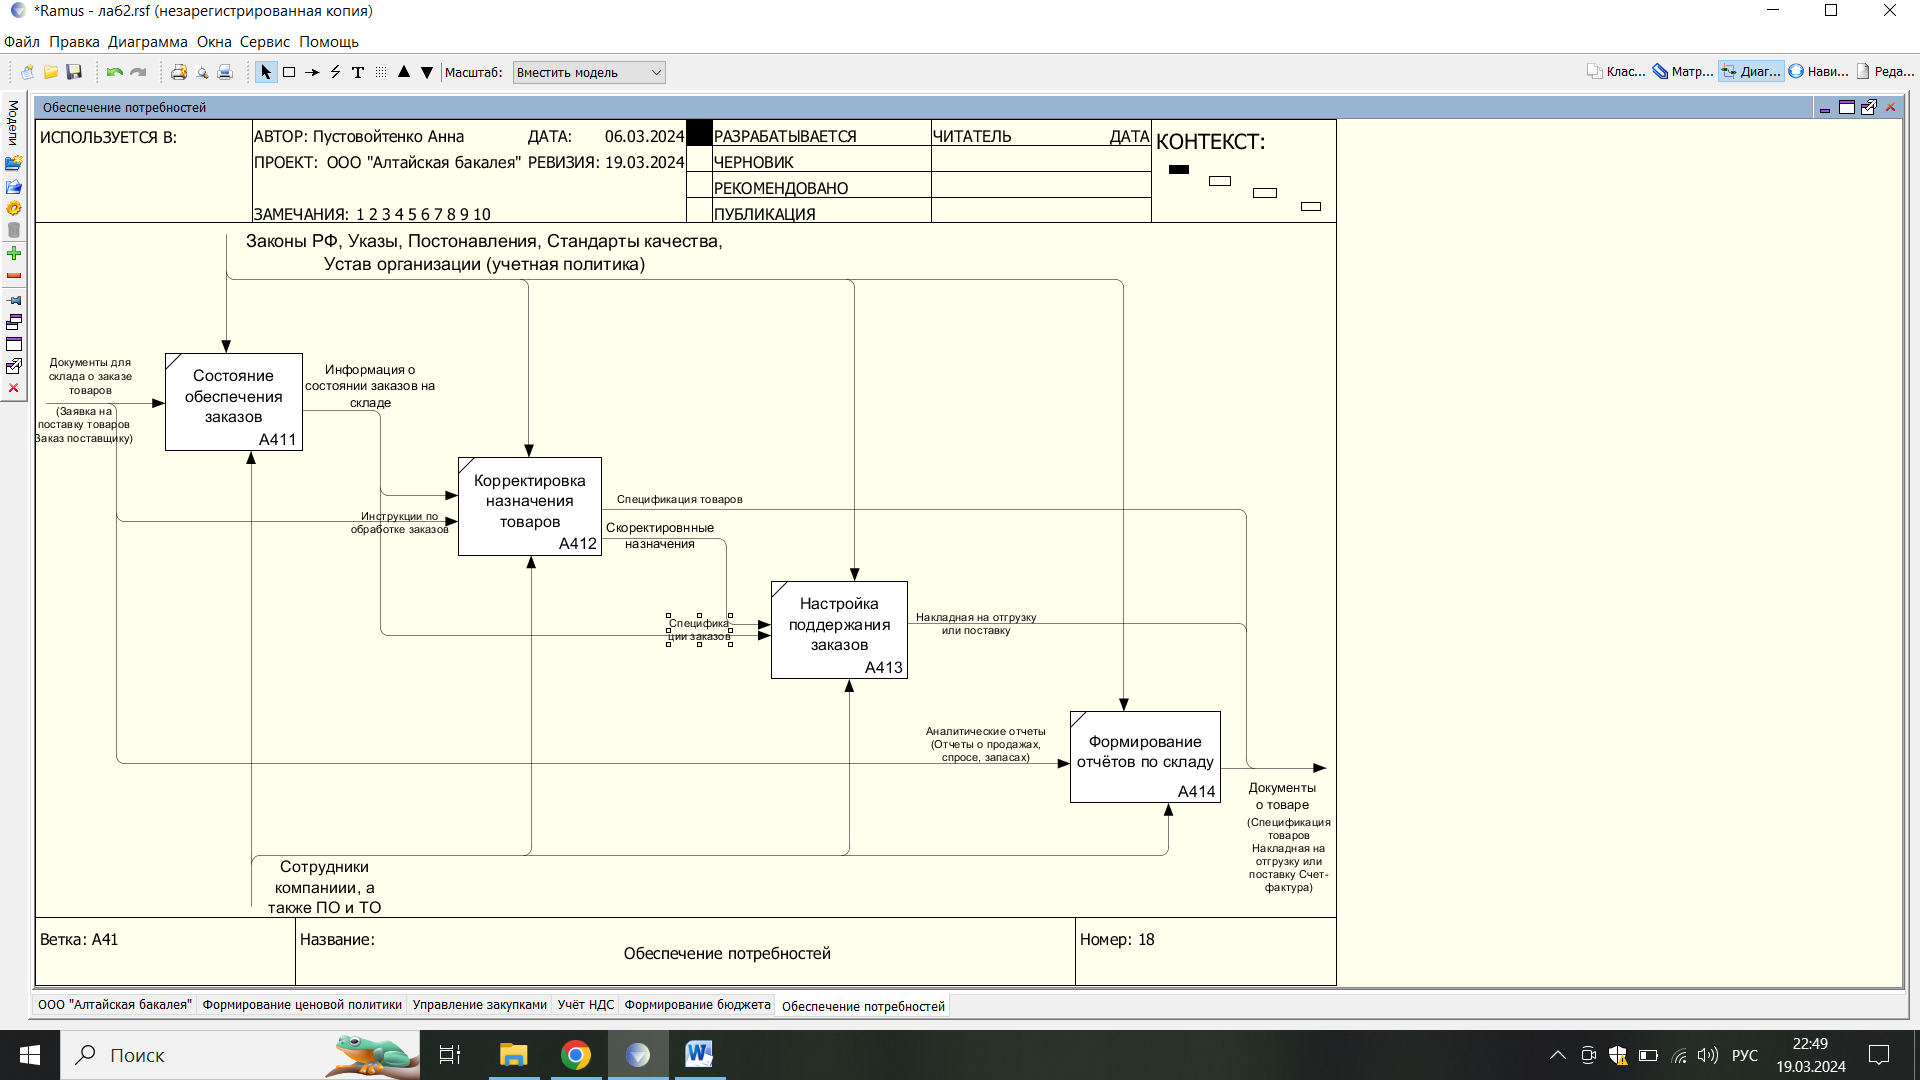 *Ramus - лаб2.rsf (незарегистрированная копия)
Файл Правка Диаграмма Окна Сервис Помощь
Масштаб: Вместить модель
Клас... Матр... Диаг... Нави... Реда...
Модели
Обеспечение потребностей
ИСПОЛЬЗУЕТСЯ В:
АВТОР: Пустовойтенко Анна ДАТА: 06.03.2024
ПРОЕКТ: ООО "Алтайская бакалея" РЕВИЗИЯ: 19.03.2024
ЗАМЕЧАНИЯ: 1 2 3 4 5 6 7 8 9 10
РАЗРАБАТЫВАЕТСЯ
ЧЕРНОВИК
РЕКОМЕНДОВАНО
ПУБЛИКАЦИЯ
ЧИТАТЕЛЬ ДАТА
КОНТЕКСТ:
Законы РФ, Указы, Постонавления, Стандарты качества,
Устав организации (учетная политика)
Документы для
склада о заказе
товаров
(Заявка на
поставку товаров
Заказ поставщику)
Состояние
обеспечения
заказов
A411
Информация о
состоянии заказов на
складе
Корректировка
назначения
товаров
A412
Инструкции по
обработке заказов
Спецификация товаров
Скоректировнные
назначения
Специфика
ции заказов
Настройка
поддержания
заказов
A413
Накладная на отгрузку
или поставку
Аналитические отчеты
(Отчеты о продажах,
спросе, запасах)
Формирование
отчётов по складу
A414
Документы
о товаре
(Спецификация
товаров
Накладная на
отгрузку или
поставку Счет-
фактура)
Сотрудники
компаниии, а
также ПО и ТО
Ветка: A41
Название:
Обеспечение потребностей
Номер: 18
ООО "Алтайская бакалея" Формирование ценовой политики Управление закупками Учёт НДС Формирование бюджета Обеспечение потребностей
Поиск
РУС
22:49
19.03.2024